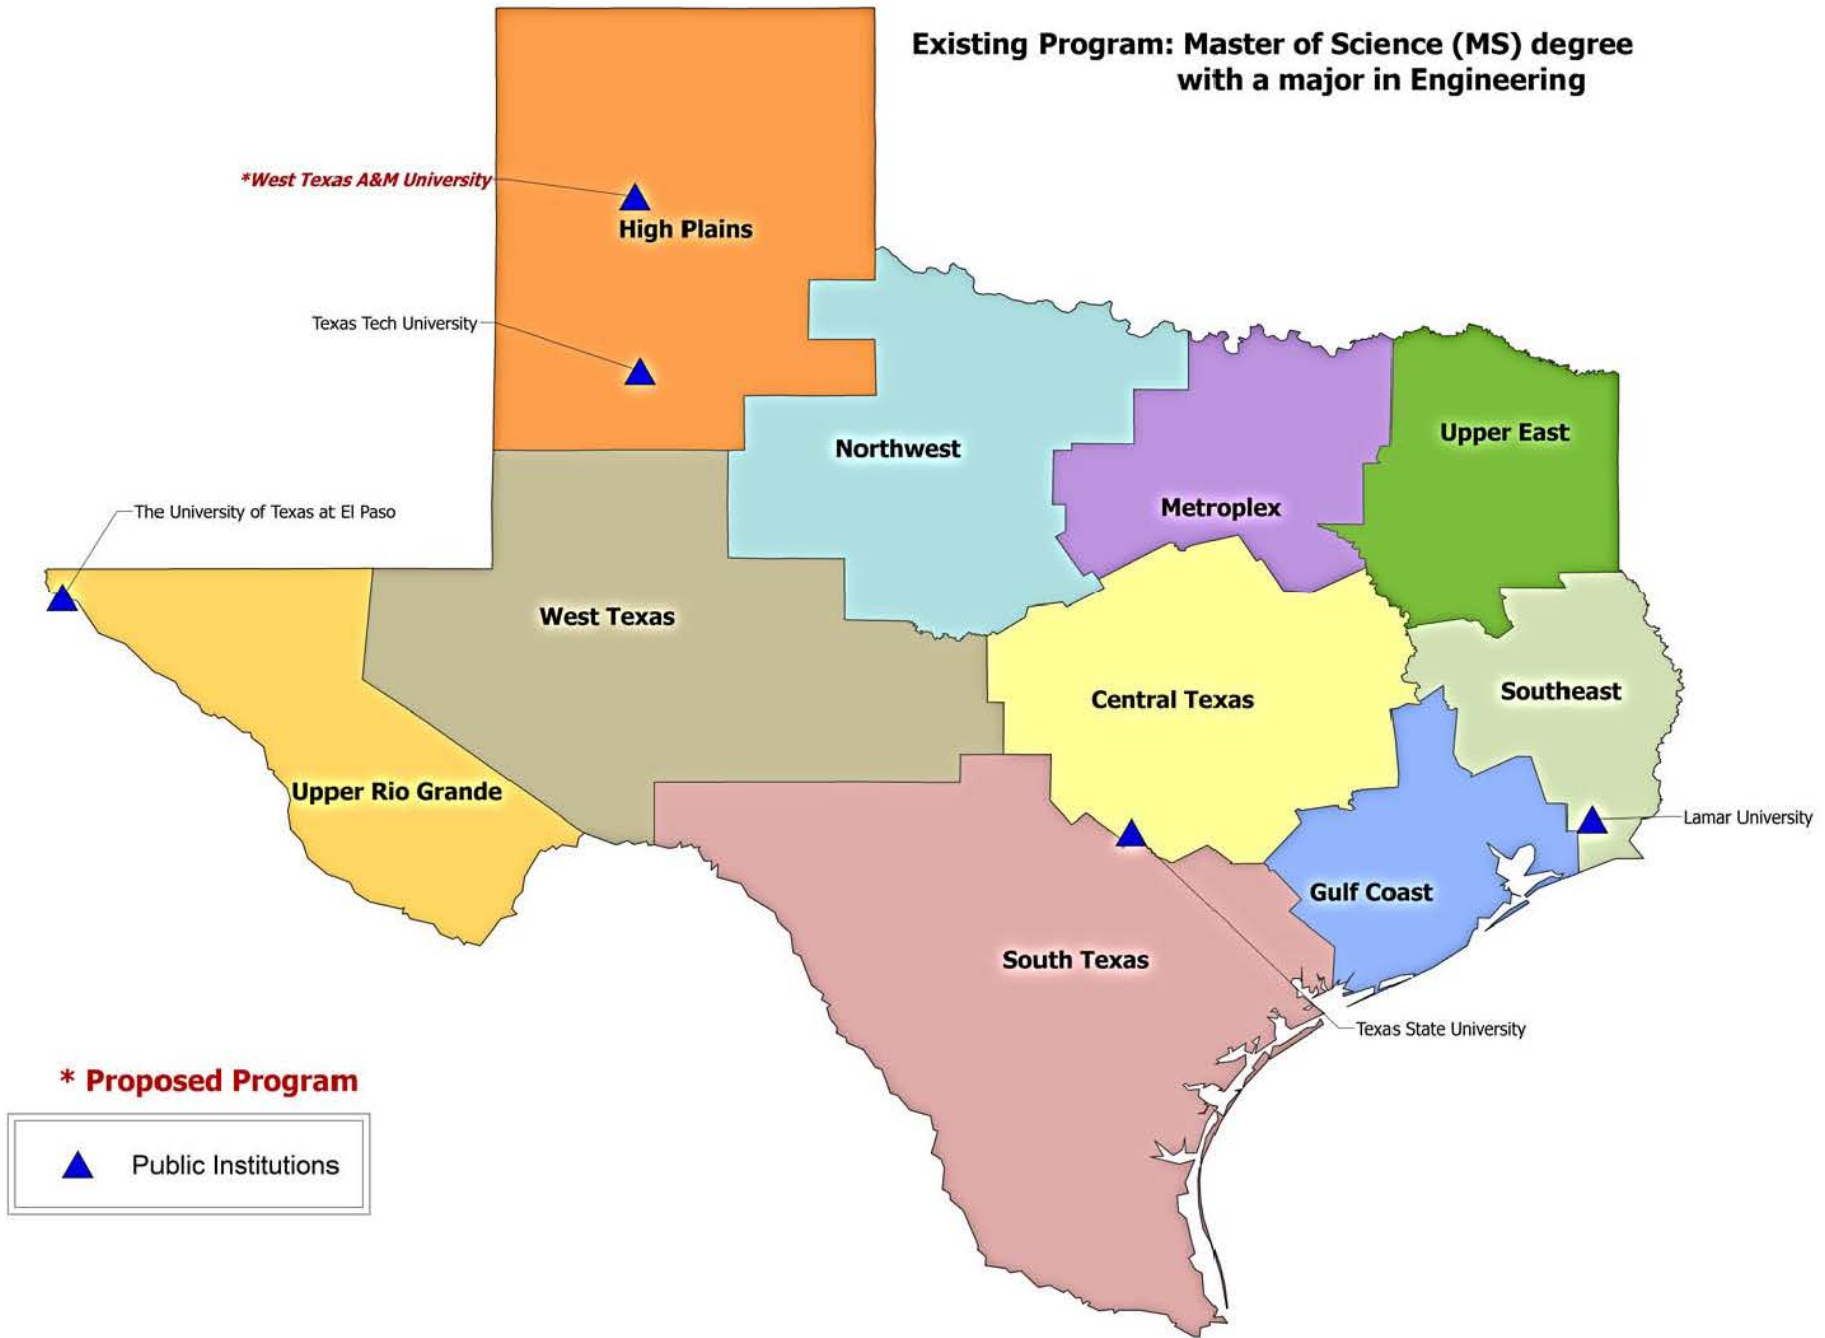 Existing Program: Master of Science (MS) degree
with a major in Engineering
*West Texas A&M University
High Plains
Texas Tech University
Upper East
Northwest
Metroplex
The University of Texas at El Paso
West Texas
Southeast
Central Texas
Upper Rio Grande
Lamar University
Gulf Coast
South Texas
Texas State University
* Proposed Program
Public Institutions